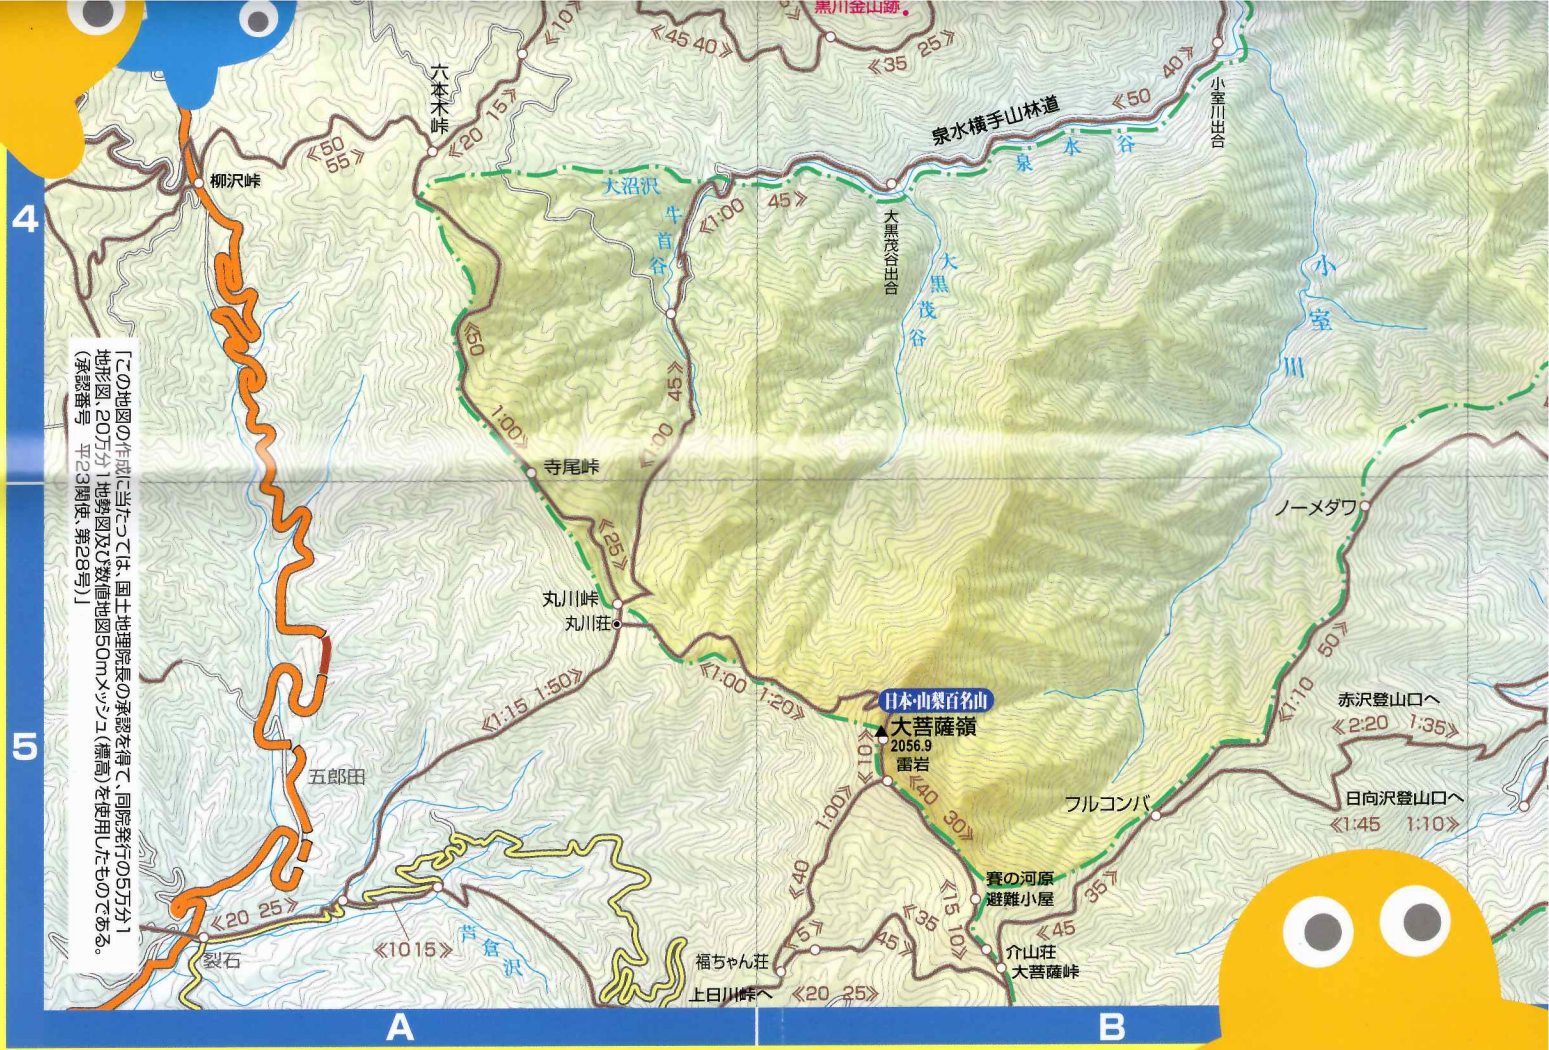 黒川金山跡
《10
《45 40》
《35 25》
40》
小室川出合
六本木峠
《20 15》
《50
泉水横手山林道
泉水谷
《50
55》
柳沢峠
大沼沢
牛首谷
《1:00 45》
大黒茂谷出合
大黒茂谷
小室川
4
《50 1:00》
45》
《1:00
寺尾峠
ノーメダワ
「この地図の作成に当たっては、国土地理院長の承認を得て、同院発行の5万分1
地形図、20万分1地勢図及び数値地図50mメッシュ(標高)を使用したものである。
(承認番号 平23関使、第28号)」
《25》
丸川峠
丸川荘
《1:15 1:50》
《1:00 1:20》
50》
《1:10
日本・山梨百名山
大菩薩嶺
2056.9
雷岩
《10》
赤沢登山口へ
《2:20 1:35》
5
五郎田
《40 30》
フルコンバ
日向沢登山口へ
《1:45 1:10》
1:00》
《40
賽の河原
避難小屋
35》
《45
《15 10》
《20 25》
《10 15》
芦倉沢
裂石
《5》
《35
45》
福ちゃん荘
介山荘
大菩薩峠
上日川峠へ
《20 25》
A
B